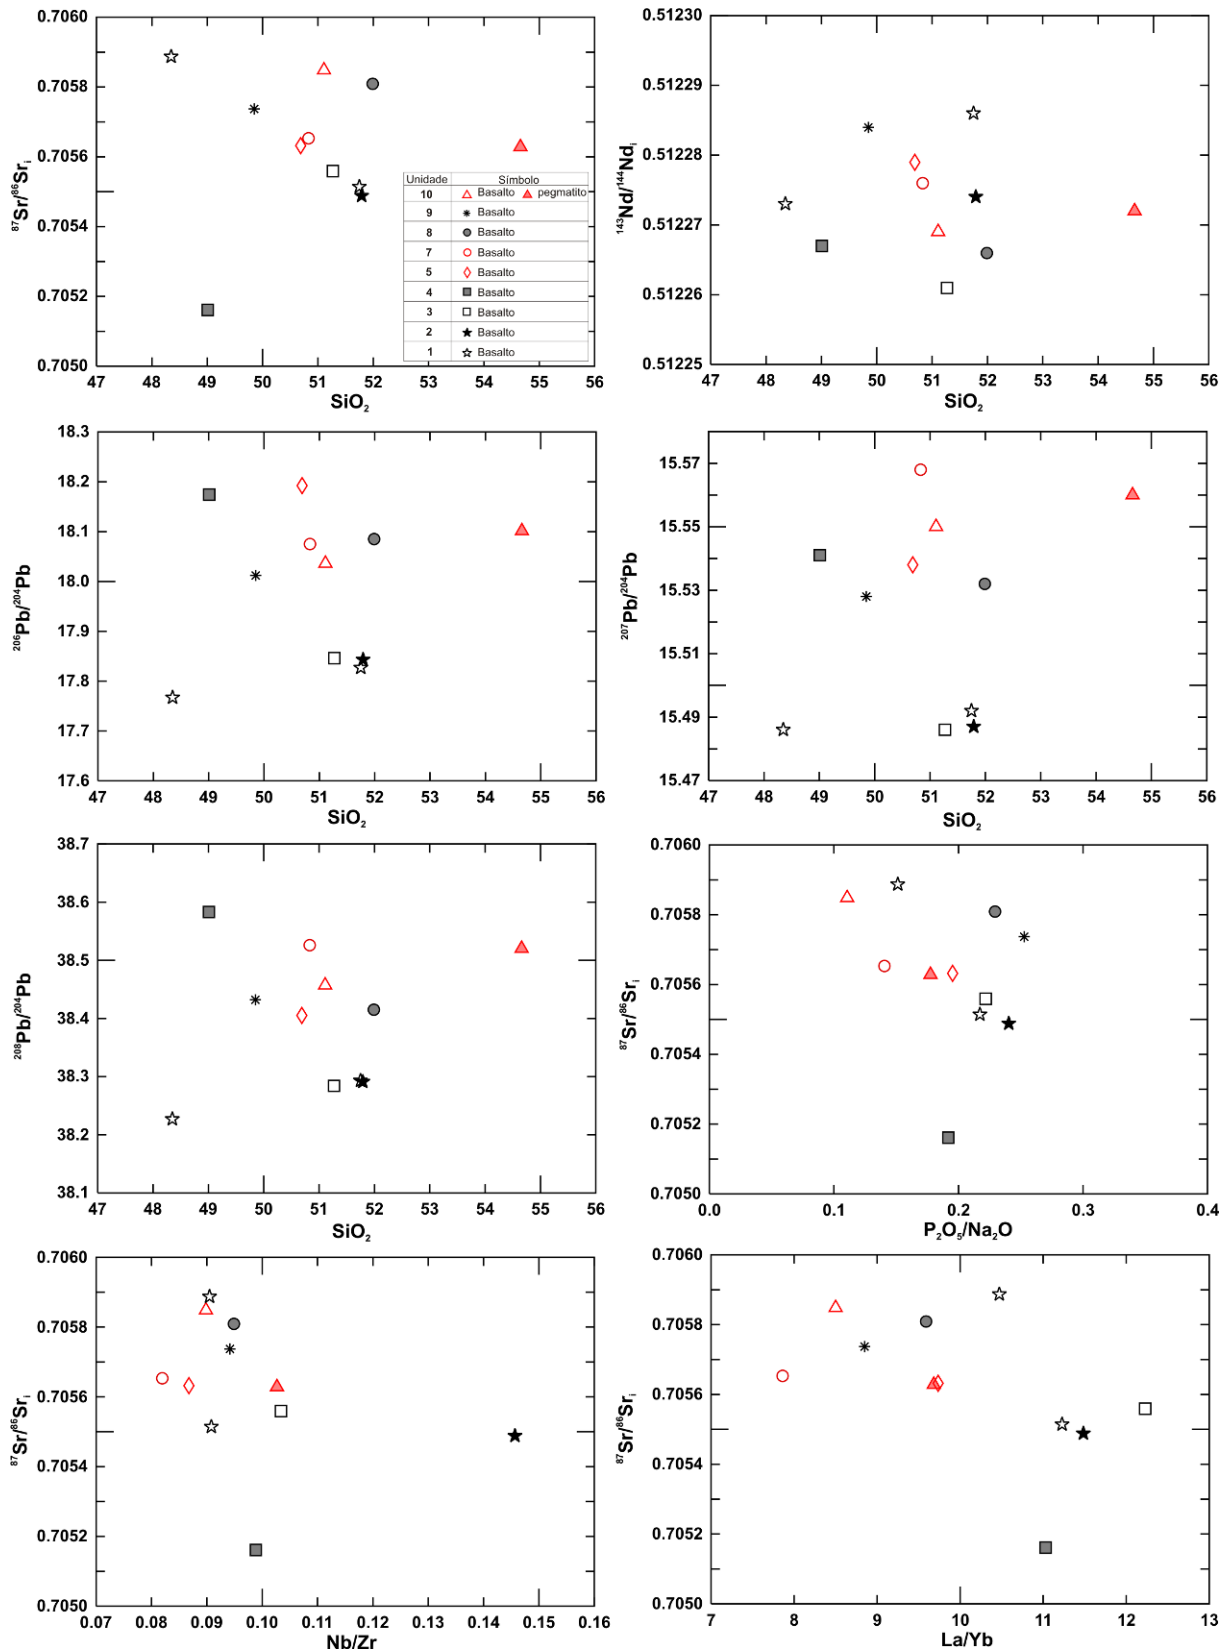 0.7060
0.7058
0.7056
0.7054
0.7052
0.7050
⁸⁷Sr/⁸⁶Srᵢ
47 48 49 50 51 52 53 54 55 56
SiO₂
Unidade Símbolo
10 Basalto pegmatito
9 Basalto
8 Basalto
7 Basalto
5 Basalto
4 Basalto
3 Basalto
2 Basalto
1 Basalto
0.51230
0.51229
0.51228
0.51227
0.51226
0.51225
¹⁴³Nd/¹⁴⁴Ndᵢ
47 48 49 50 51 52 53 54 55 56
SiO₂
18.3
18.2
18.1
18.0
17.9
17.8
17.7
17.6
²⁰⁶Pb/²⁰⁴Pb
47 48 49 50 51 52 53 54 55 56
SiO₂
15.57
15.55
15.53
15.51
15.49
15.47
²⁰⁷Pb/²⁰⁴Pb
47 48 49 50 51 52 53 54 55 56
SiO₂
38.7
38.6
38.5
38.4
38.3
38.2
38.1
²⁰⁸Pb/²⁰⁴Pb
47 48 49 50 51 52 53 54 55 56
SiO₂
0.7060
0.7058
0.7056
0.7054
0.7052
0.7050
⁸⁷Sr/⁸⁶Srᵢ
0.0 0.1 0.2 0.3 0.4
P₂O₅/Na₂O
0.7060
0.7058
0.7056
0.7054
0.7052
0.7050
⁸⁷Sr/⁸⁶Srᵢ
0.07 0.08 0.09 0.10 0.11 0.12 0.13 0.14 0.15 0.16
Nb/Zr
0.7060
0.7058
0.7056
0.7054
0.7052
0.7050
⁸⁷Sr/⁸⁶Srᵢ
7 8 9 10 11 12 13
La/Yb